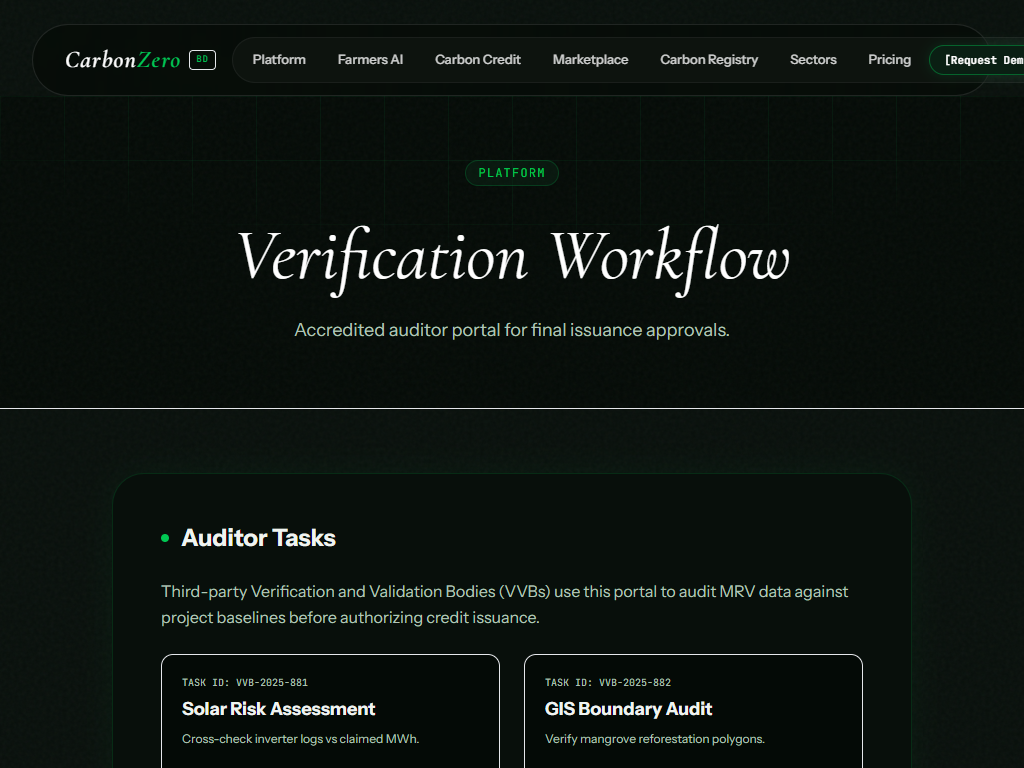 CarbonZero BD
Platform Farmers AI Carbon Credit Marketplace Carbon Registry Sectors Pricing [Request Dem
PLATFORM
Verification Workflow
Accredited auditor portal for final issuance approvals.
Auditor Tasks
Third-party Verification and Validation Bodies (VVBs) use this portal to audit MRV data against
project baselines before authorizing credit issuance.
TASK ID: VVB-2025-881
Solar Risk Assessment
Cross-check inverter logs vs claimed MWh.
TASK ID: VVB-2025-882
GIS Boundary Audit
Verify mangrove reforestation polygons.